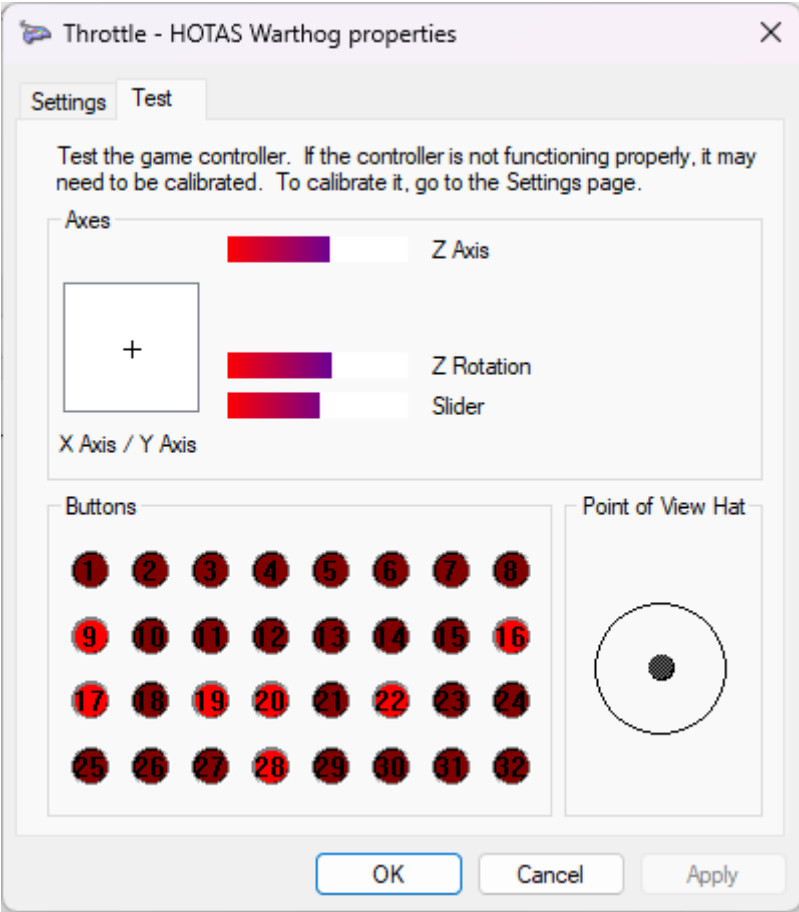 Throttle - HOTAS Warthog properties
Settings Test
Test the game controller.  If the controller is not functioning properly, it may
need to be calibrated.  To calibrate it, go to the Settings page.
Axes
Z Axis
Z Rotation
Slider
X Axis / Y Axis
Buttons
1 2 3 4 5 6 7 8
9 10 11 12 13 14 15 16
17 18 19 20 21 22 23 24
25 26 27 28 29 30 31 32
Point of View Hat
OK Cancel Apply